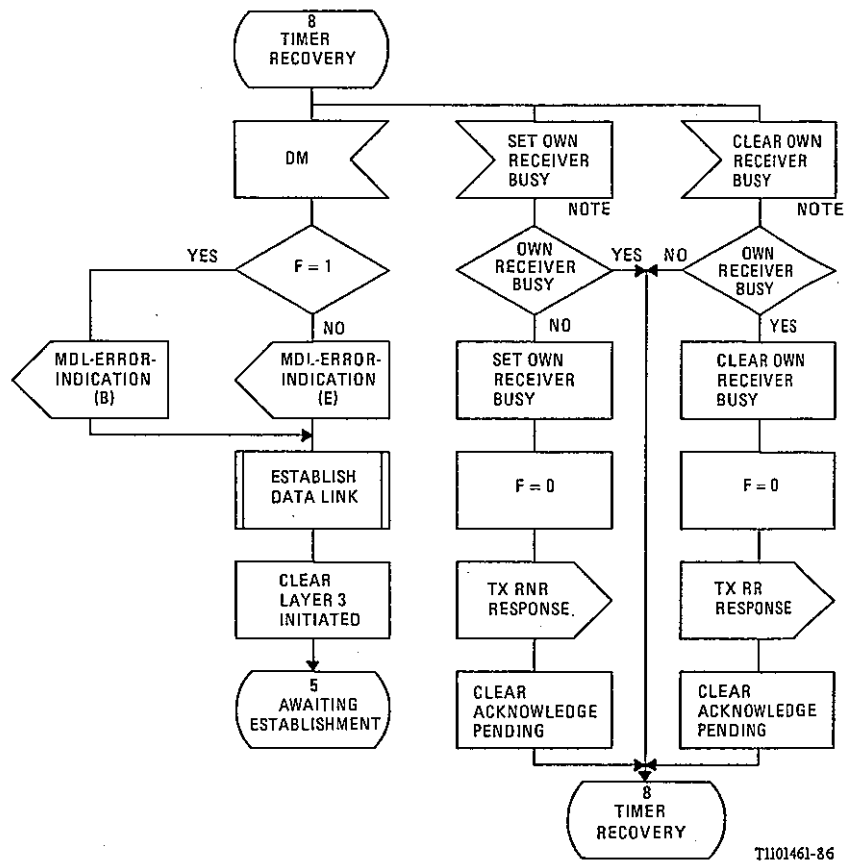 8
TIMER
RECOVERY
DM
SET OWN
RECEIVER
BUSY
CLEAR OWN
RECEIVER
BUSY
NOTE
NOTE
YES
F = 1
NO
OWN
RECEIVER
BUSY
YES
NO
NO
OWN
RECEIVER
BUSY
YES
MDL-ERROR-
INDICATION
(B)
MDL-ERROR-
INDICATION
(E)
SET OWN
RECEIVER
BUSY
CLEAR OWN
RECEIVER
BUSY
ESTABLISH
DATA LINK
F = 0
F = 0
CLEAR
LAYER 3
INITIATED
TX RNR
RESPONSE
TX RR
RESPONSE
5
AWAITING
ESTABLISHMENT
CLEAR
ACKNOWLEDGE
PENDING
CLEAR
ACKNOWLEDGE
PENDING
8
TIMER
RECOVERY
T1101461-86